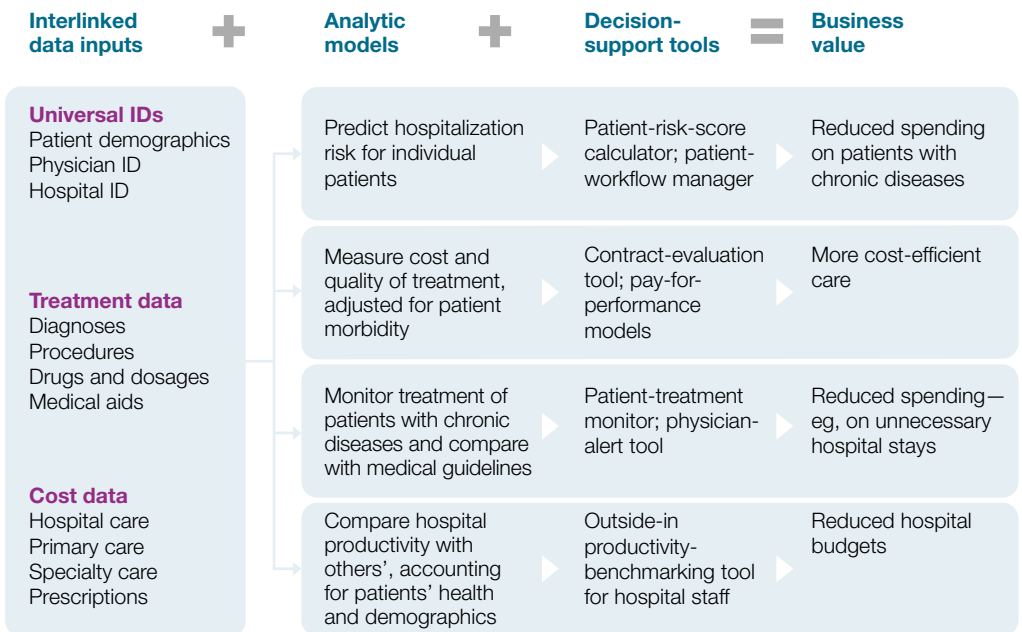 Interlinked
data inputs
+
Analytic
models
+
Decision-
support tools
=
Business
value
Universal IDs
Patient demographics
Physician ID
Hospital ID
Treatment data
Diagnoses
Procedures
Drugs and dosages
Medical aids
Cost data
Hospital care
Primary care
Specialty care
Prescriptions
Predict hospitalization
risk for individual
patients
Patient-risk-score
calculator; patient-
workflow manager
Reduced spending
on patients with
chronic diseases
Measure cost and
quality of treatment,
adjusted for patient
morbidity
Contract-evaluation
tool; pay-for-
performance
models
More cost-efficient
care
Monitor treatment of
patients with chronic
diseases and compare
with medical guidelines
Patient-treatment
monitor; physician-
alert tool
Reduced spending—
eg, on unnecessary
hospital stays
Compare hospital
productivity with
others’, accounting
for patients’ health
and demographics
Outside-in
productivity-
benchmarking tool
for hospital staff
Reduced hospital
budgets